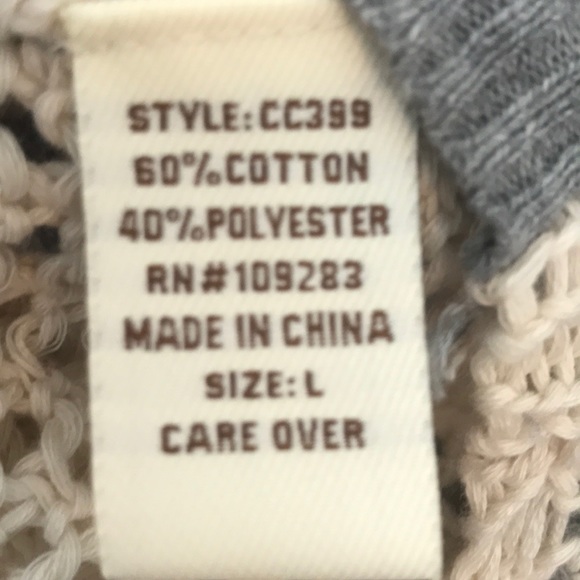 STYLE:CC399
60%COTTON
40%POLYESTER
RN#109283
MADE IN CHINA
SIZE:L
CARE OVER